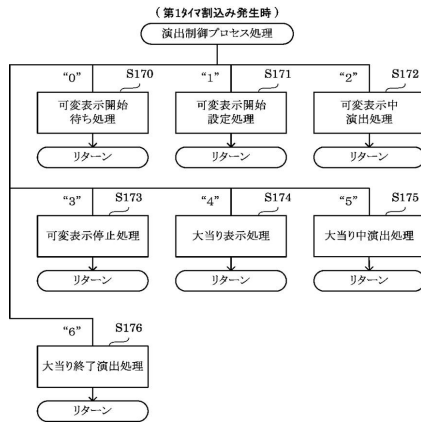 (第1タイマ割込み発生時)
演出制御プロセス処理
“0” S170
可変表示開始
待ち処理
リターン
“1” S171
可変表示開始
設定処理
リターン
“2” S172
可変表示中
演出処理
リターン
“3” S173
可変表示停止処理
リターン
“4” S174
大当り表示処理
リターン
“5” S175
大当り中演出処理
リターン
“6” S176
大当り終了演出処理
リターン